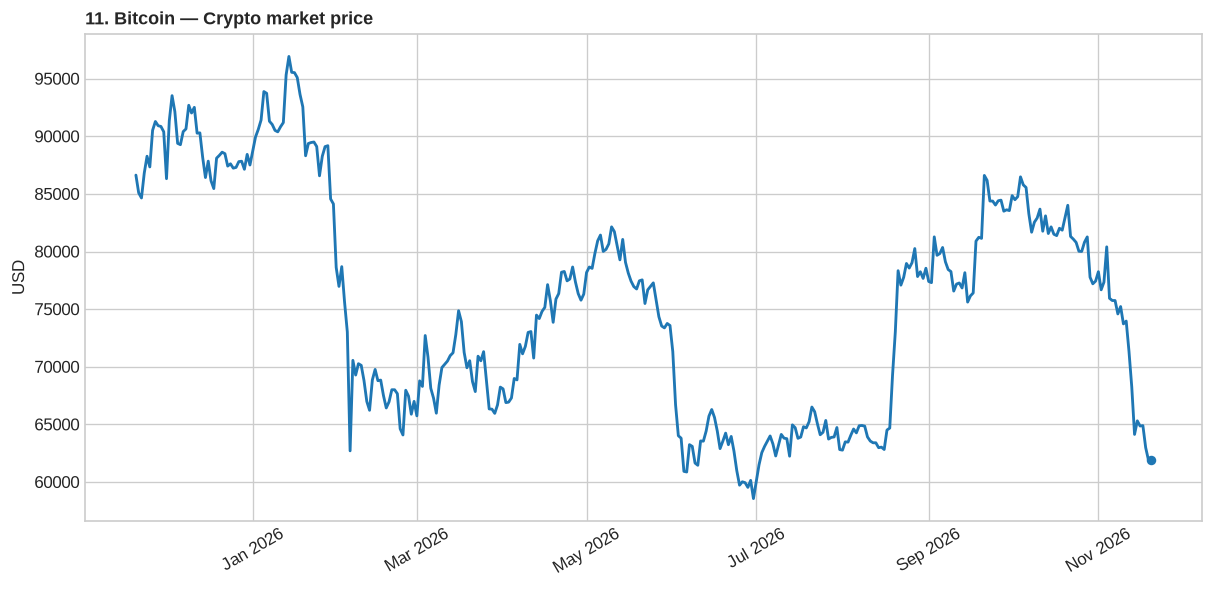 11. Bitcoin — Crypto market price
USD
95000
90000
85000
80000
75000
70000
65000
60000
Jan 2026
Mar 2026
May 2026
Jul 2026
Sep 2026
Nov 2026